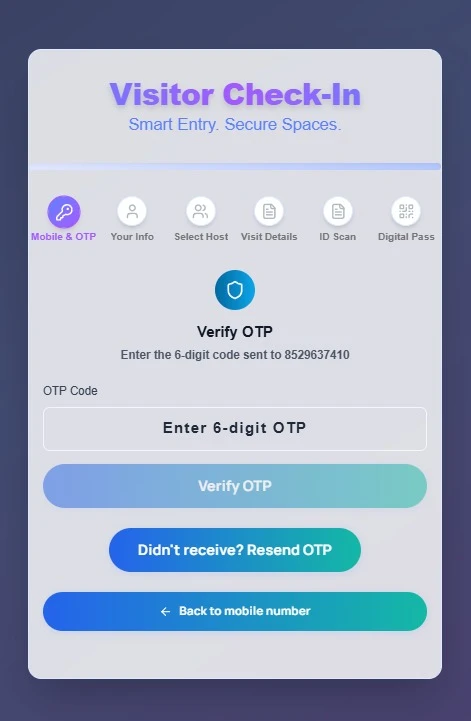 Visitor Check-In
Smart Entry. Secure Spaces.
Mobile & OTP
Your Info
Select Host
Visit Details
ID Scan
Digital Pass
Verify OTP
Enter the 6-digit code sent to 8529637410
OTP Code
Enter 6-digit OTP
Verify OTP
Didn't receive? Resend OTP
Back to mobile number